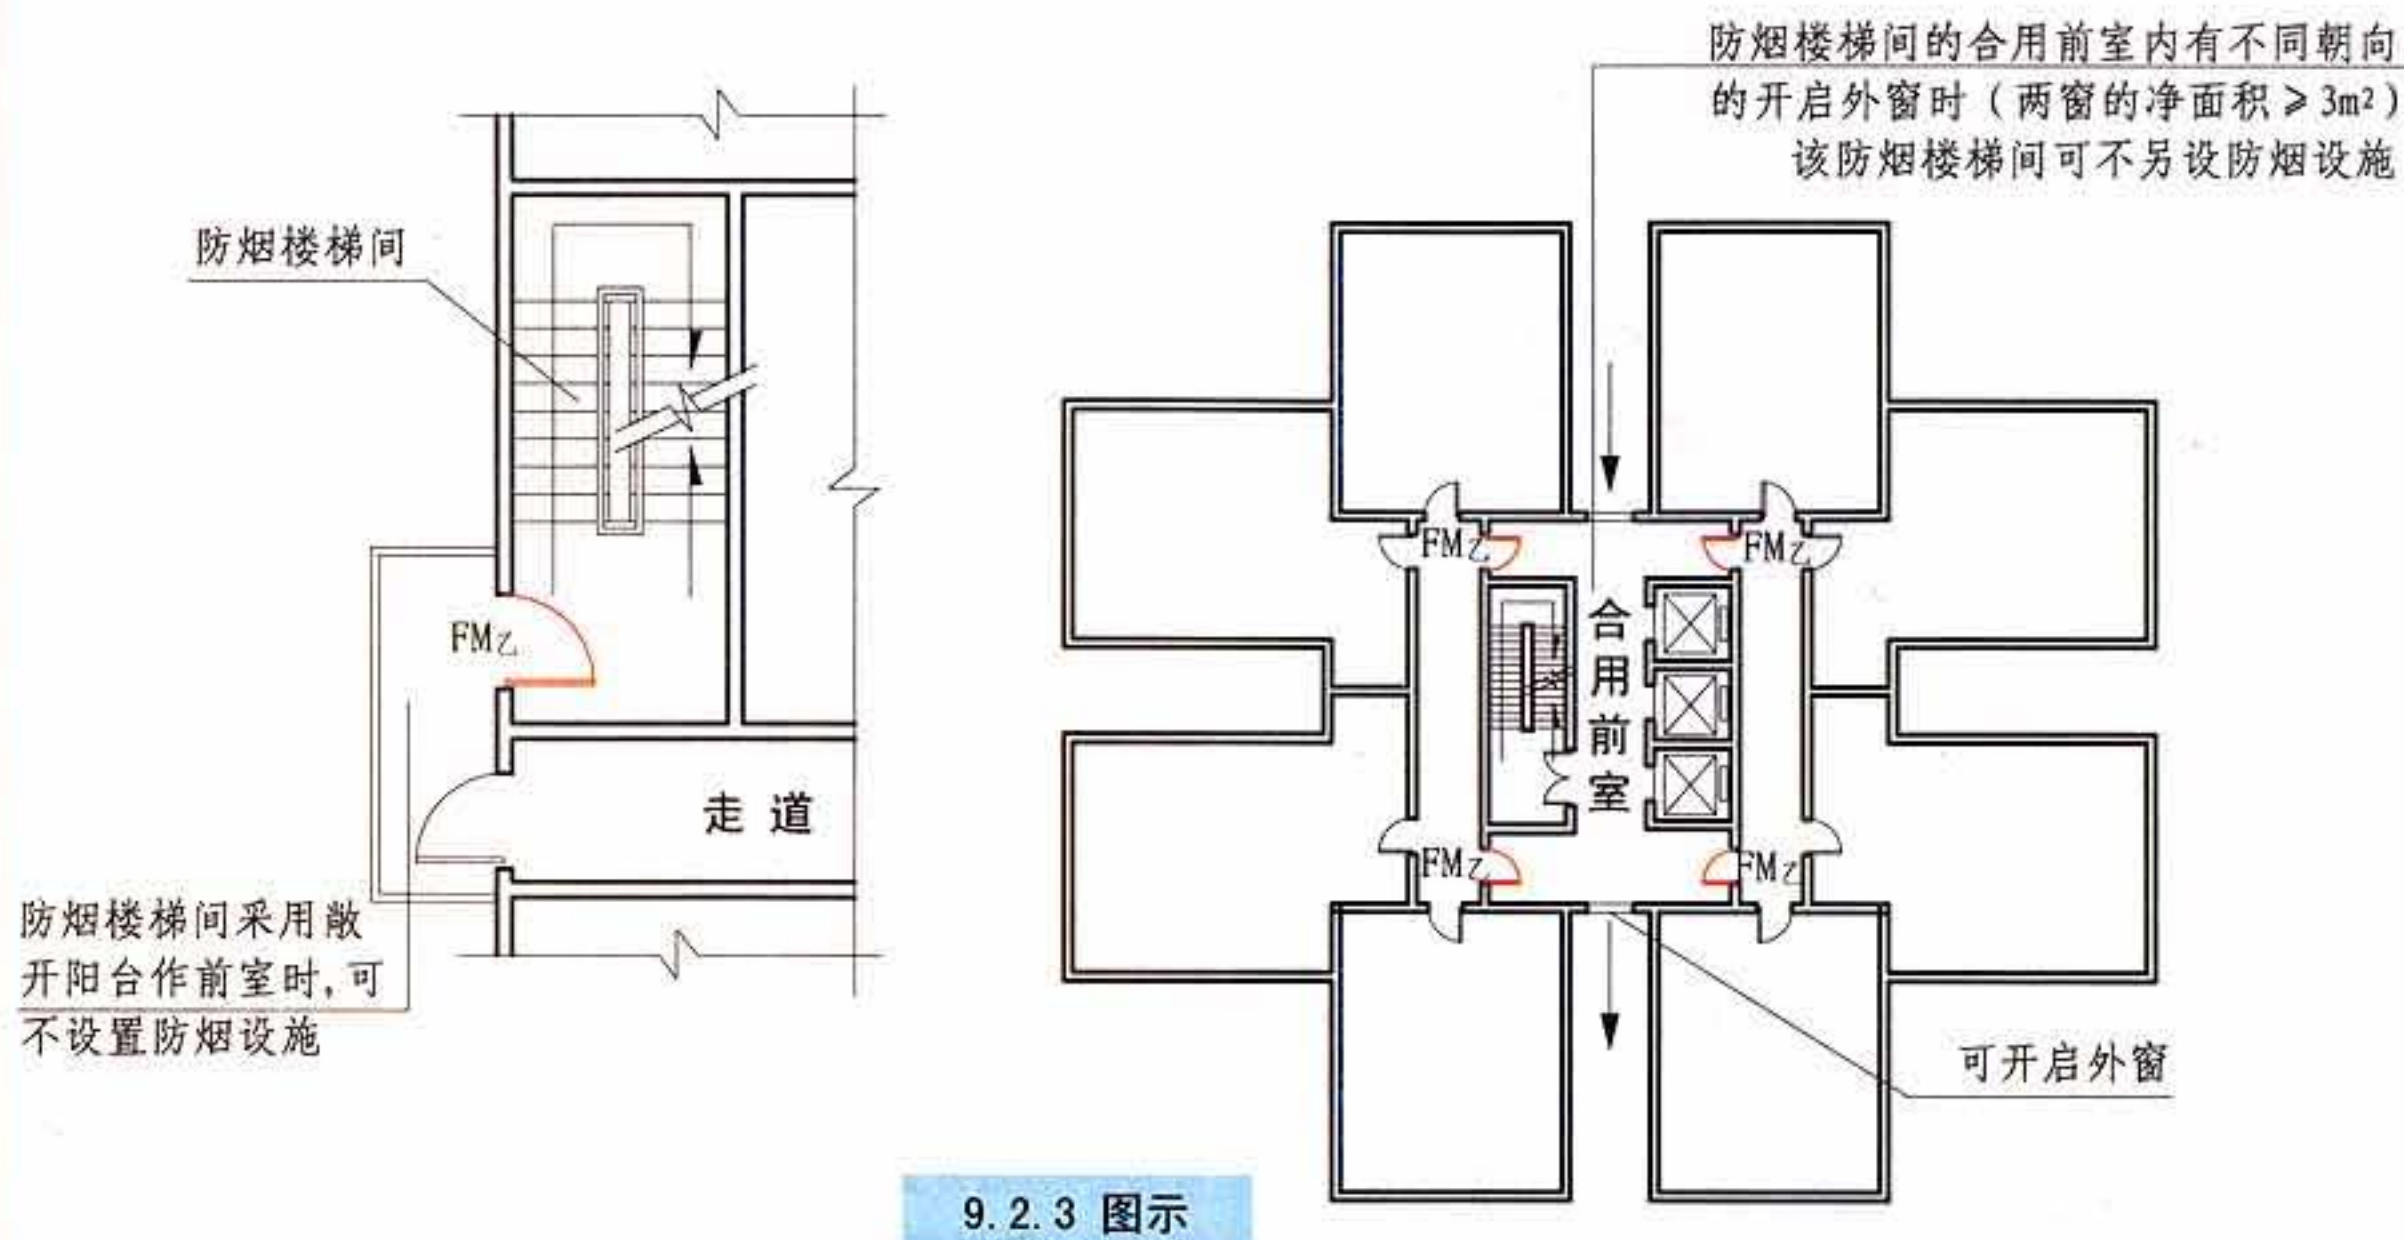 防烟楼梯间的合用前室内有不同朝向
的开启外窗时（两窗的净面积≥3m²）
该防烟楼梯间可不另设防烟设施
防烟楼梯间
FM乙
走道
防烟楼梯间采用敞
开阳台作前室时,可
不设置防烟设施
FM乙
FM乙
合用前室
FM乙
FM乙
可开启外窗
9.2.3 图示